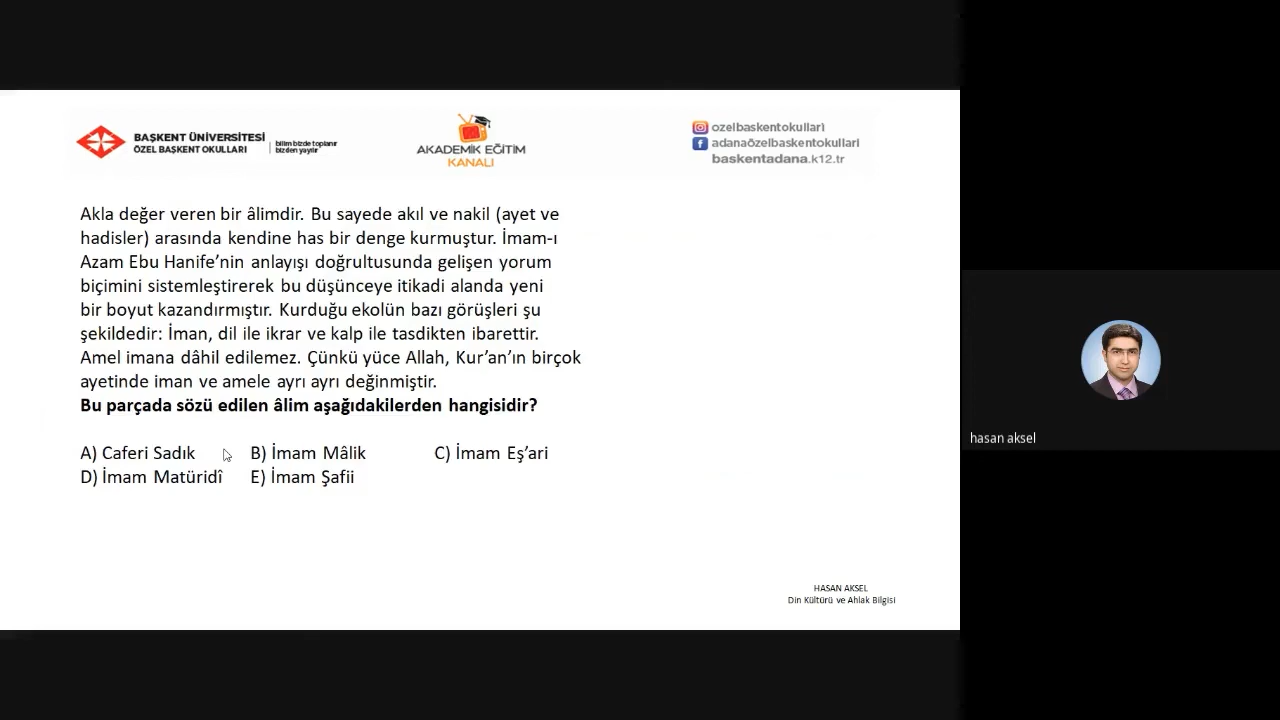 BAŞKENT ÜNİVERSİTESİ
ÖZEL BAŞKENT OKULLARI
bilim bizde toplanır
bizden yayılır
AKADEMİK EĞİTİM
KANALI
ozelbaskentokullari
adanaözelbaskentokullari
baskentadana.k12.tr
Akla değer veren bir âlimdir. Bu sayede akıl ve nakil (ayet ve
hadisler) arasında kendine has bir denge kurmuştur. İmam-ı
Azam Ebu Hanife’nin anlayışı doğrultusunda gelişen yorum
biçimini sistemleştirerek bu düşünceye itikadi alanda yeni
bir boyut kazandırmıştır. Kurduğu ekolün bazı görüşleri şu
şekildedir: İman, dil ile ikrar ve kalp ile tasdikten ibarettir.
Amel imana dâhil edilemez. Çünkü yüce Allah, Kur’an’ın birçok
ayetinde iman ve amele ayrı ayrı değinmiştir.
Bu parçada sözü edilen âlim aşağıdakilerden hangisidir?
A) Caferi Sadık B) İmam Mâlik C) İmam Eş’ari
D) İmam Matüridî E) İmam Şafii
HASAN AKSEL
Din Kültürü ve Ahlak Bilgisi
hasan aksel